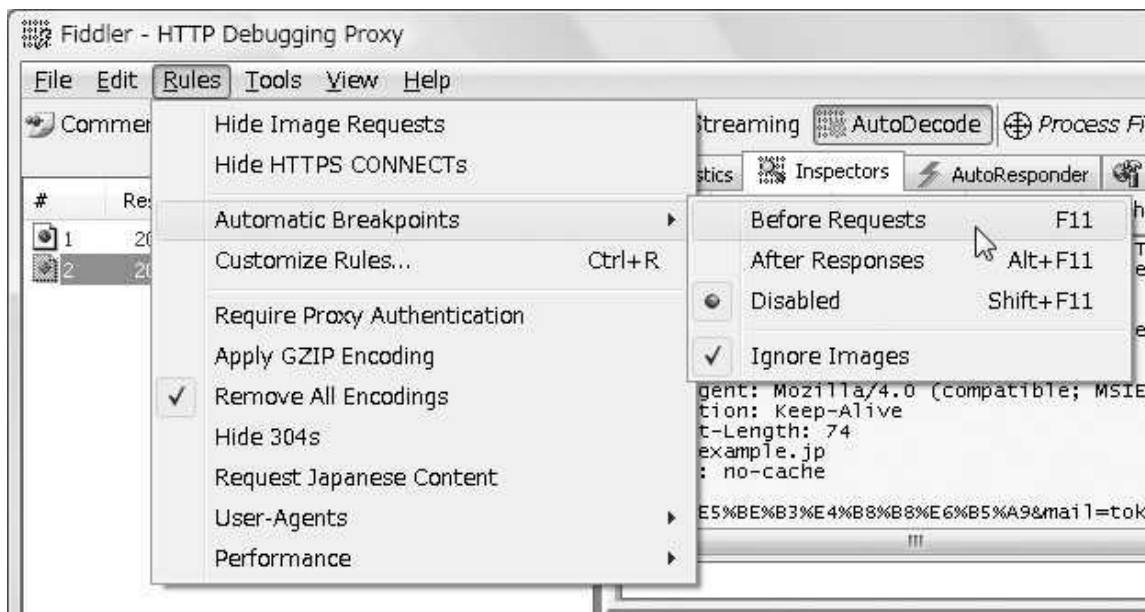 Fiddler - HTTP Debugging Proxy
File Edit Rules Tools View Help
AutoDecode Process
Inspectors AutoResponder
#
1
2
Hide Image Requests
Hide HTTPS CONNECTs
Automatic Breakpoints
Customize Rules... Ctrl+R
Require Proxy Authentication
Apply GZIP Encoding
Remove All Encodings
Hide 304s
Request Japanese Content
User-Agents
Performance
Before Requests F11
After Responses Alt+F11
Disabled Shift+F11
Ignore Images
gent: Mozilla/4.0 (compatible; MSIE
tion: Keep-Alive
t-Length: 74
example.jp
: no-cache
E5%BE%B3%E4%B8%B8%E6%B5%A9&mail=tok